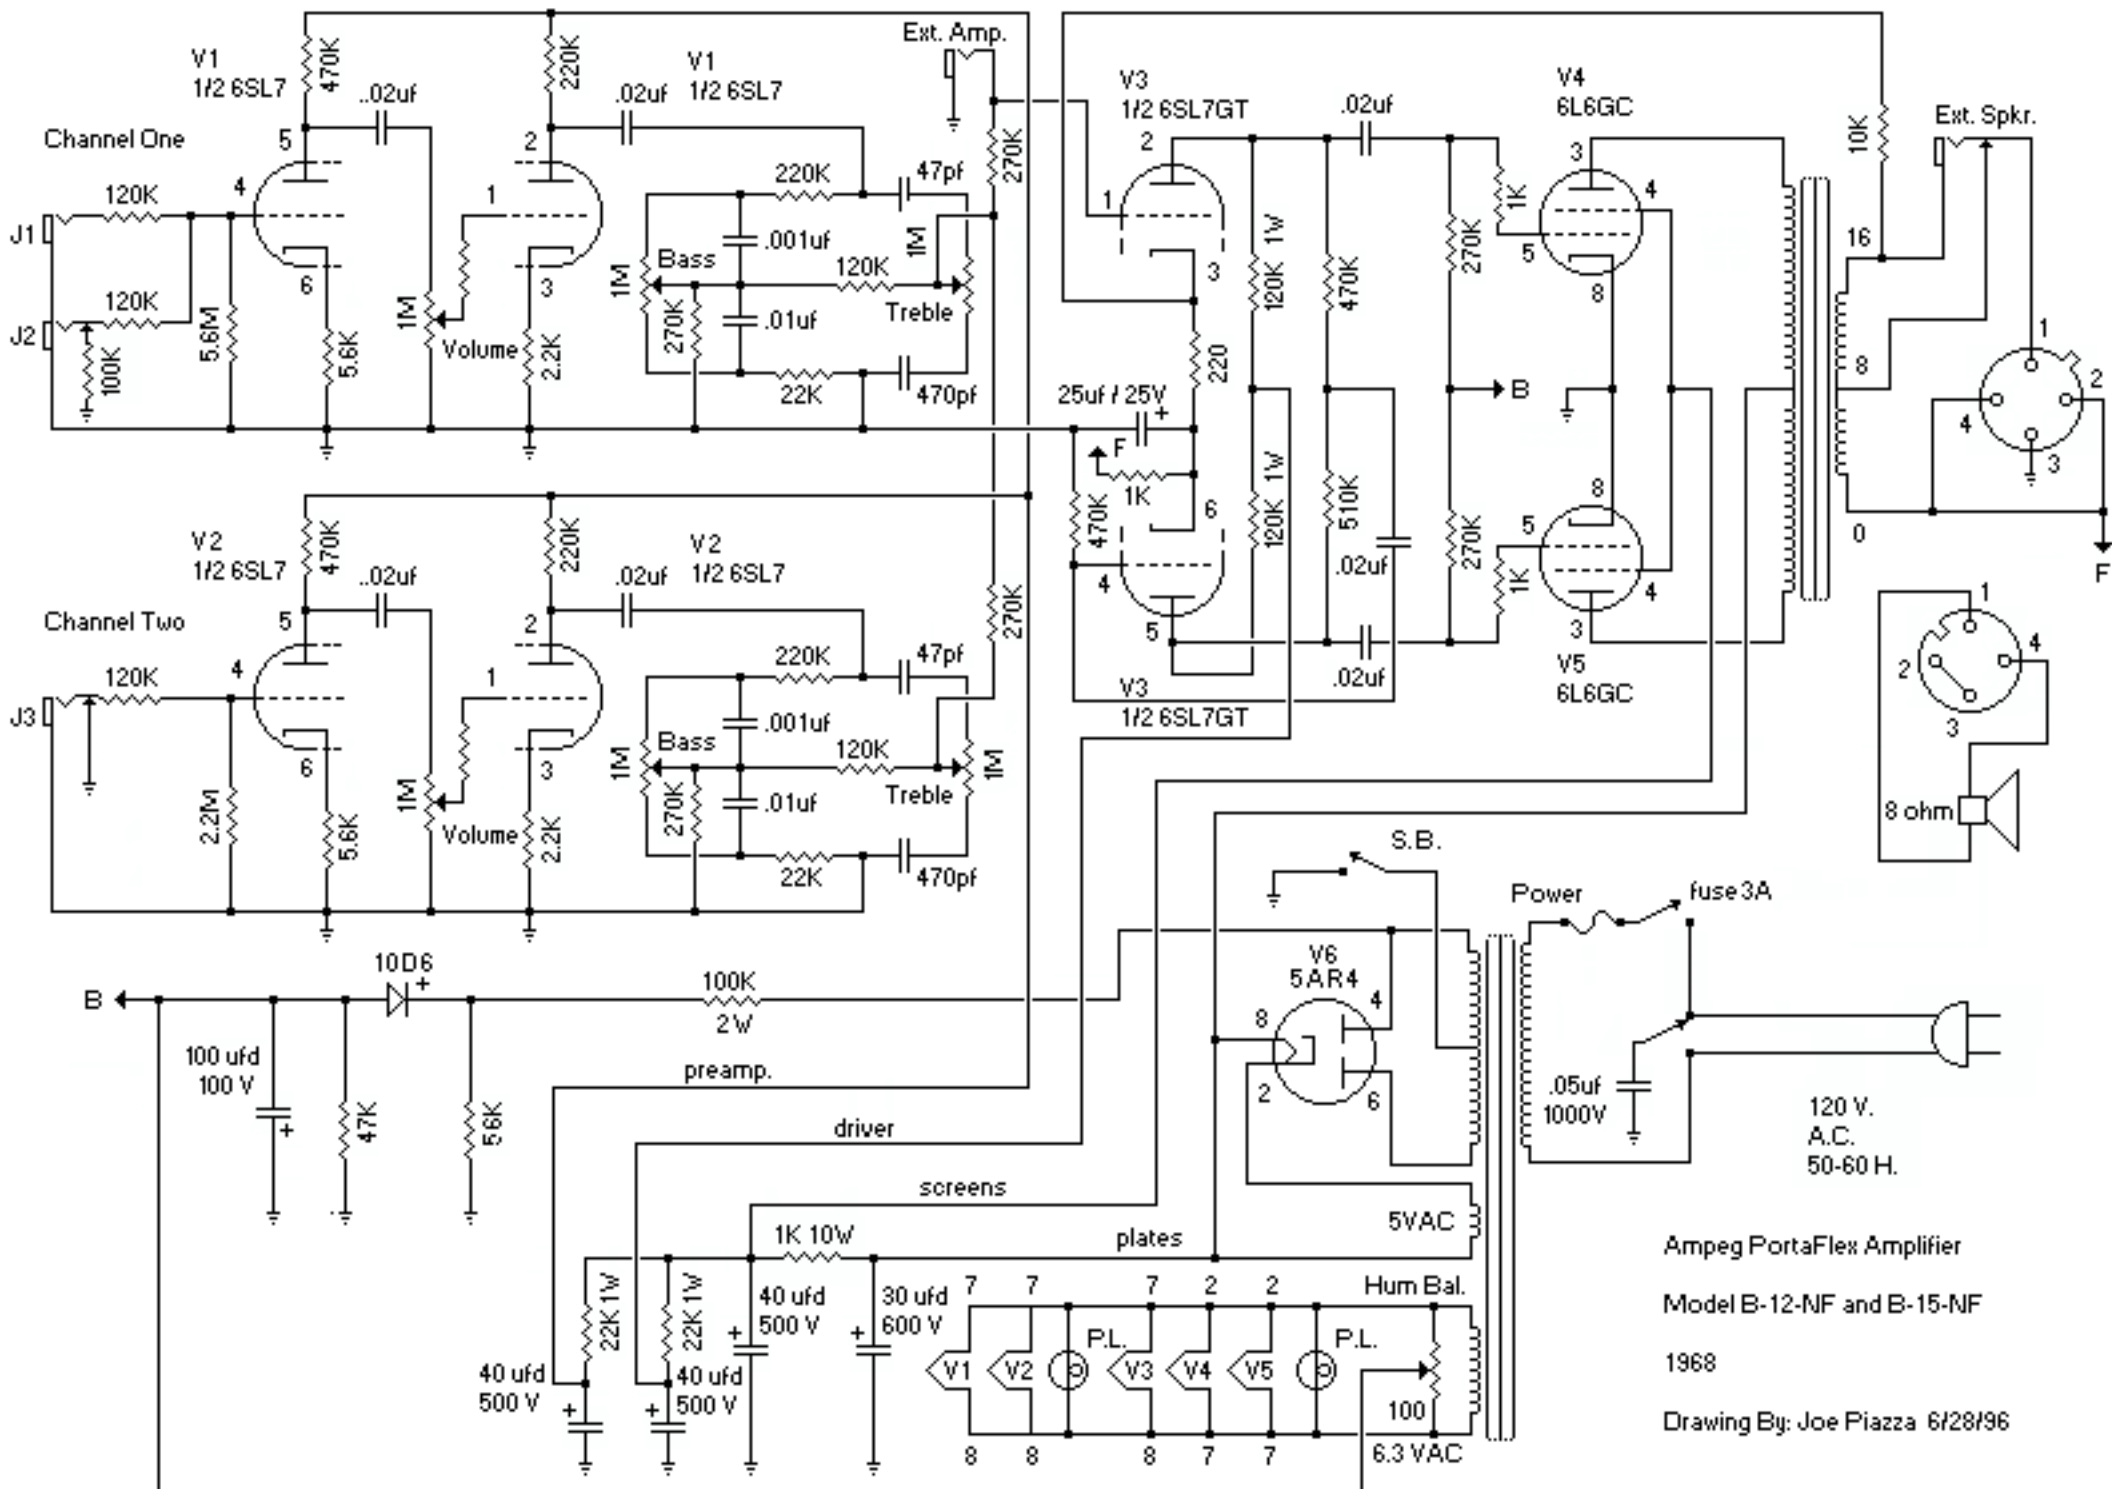 Ext. Amp.
V1
1/2 6SL7
470K
..02uf
220K
.02uf
V1
1/2 6SL7
Channel One
5
2
4
1
120K
J1
120K
J2
100K
5.6M
6
5.6K
1M
Volume
3
2.2K
220K
47pf
.001uf
1M
Bass
120K
1M
Treble
270K
.01uf
22K
470pf
270K
V3
1/2 6SL7GT
2
1
3
.02uf
V4
6L6GC
3
4
5
8
1K
120K 1W
470K
270K
220
25uf / 25V
+
F
1K
B
10K
Ext. Spkr.
16
8
0
1
2
3
4
F
V2
1/2 6SL7
470K
..02uf
220K
.02uf
V2
1/2 6SL7
Channel Two
5
2
4
1
120K
J3
2.2M
6
5.6K
1M
Volume
3
2.2K
220K
47pf
.001uf
1M
Bass
120K
1M
Treble
270K
.01uf
22K
470pf
270K
470K
6
4
5
120K 1W
510K
.02uf
270K
.02uf
V3
1/2 6SL7GT
8
5
4
3
1K
V5
6L6GC
1
4
2
3
8 ohm
S.B.
Power
fuse 3A
B
10D6
+
100K
2W
100 ufd
100 V
+
47K
56K
V6
5AR4
4
8
2
6
.05uf
1000V
120 V.
A.C.
50-60 H.
preamp.
driver
screens
plates
5VAC
1K 10W
22K 1W
22K 1W
40 ufd
500 V
+
30 ufd
600 V
+
40 ufd
500 V
+
40 ufd
500 V
+
7
7
7
2
2
Hum Bal.
P.L.
P.L.
V1
V2
V3
V4
V5
100
8
8
8
7
7
6.3 VAC
Ampeg PortaFlex Amplifier
Model B-12-NF and B-15-NF
1968
Drawing By: Joe Piazza 6/28/96